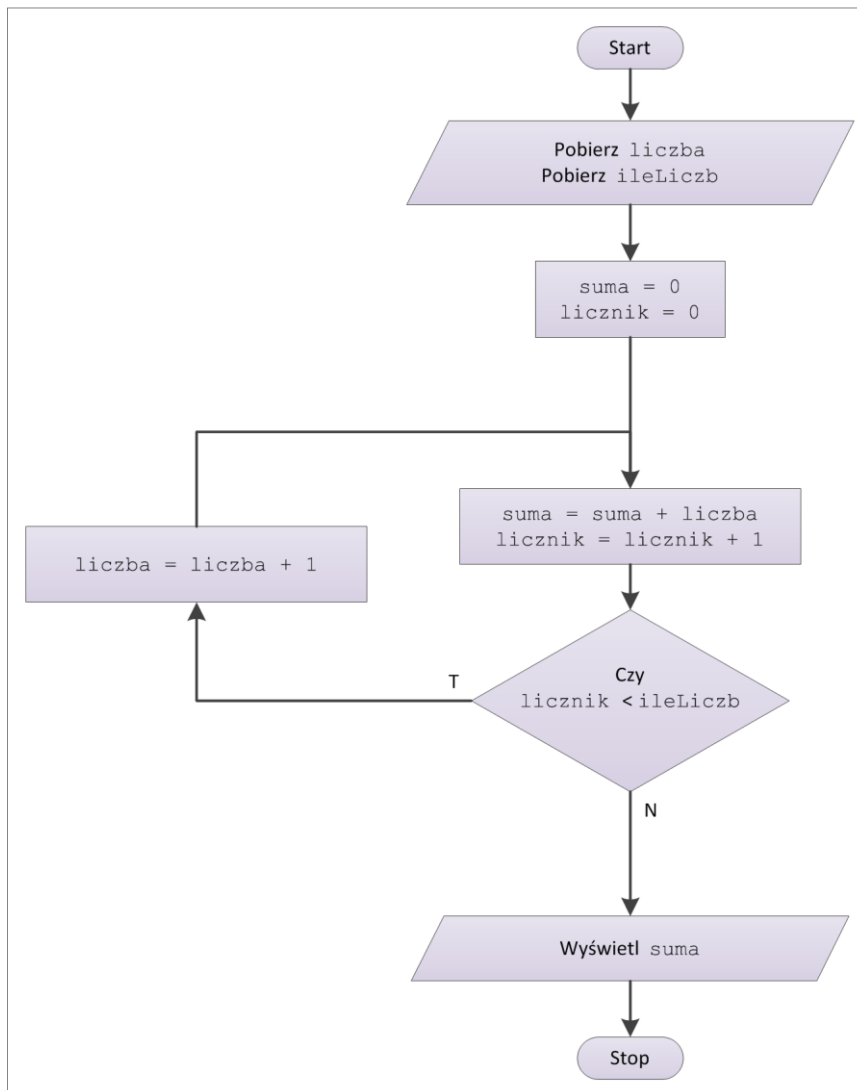 Start
Pobierz liczba
Pobierz ileLiczb
suma = 0
licznik = 0
suma = suma + liczba
licznik = licznik + 1
liczba = liczba + 1
T
Czy
licznik < ileLiczb
N
Wyświetl suma
Stop